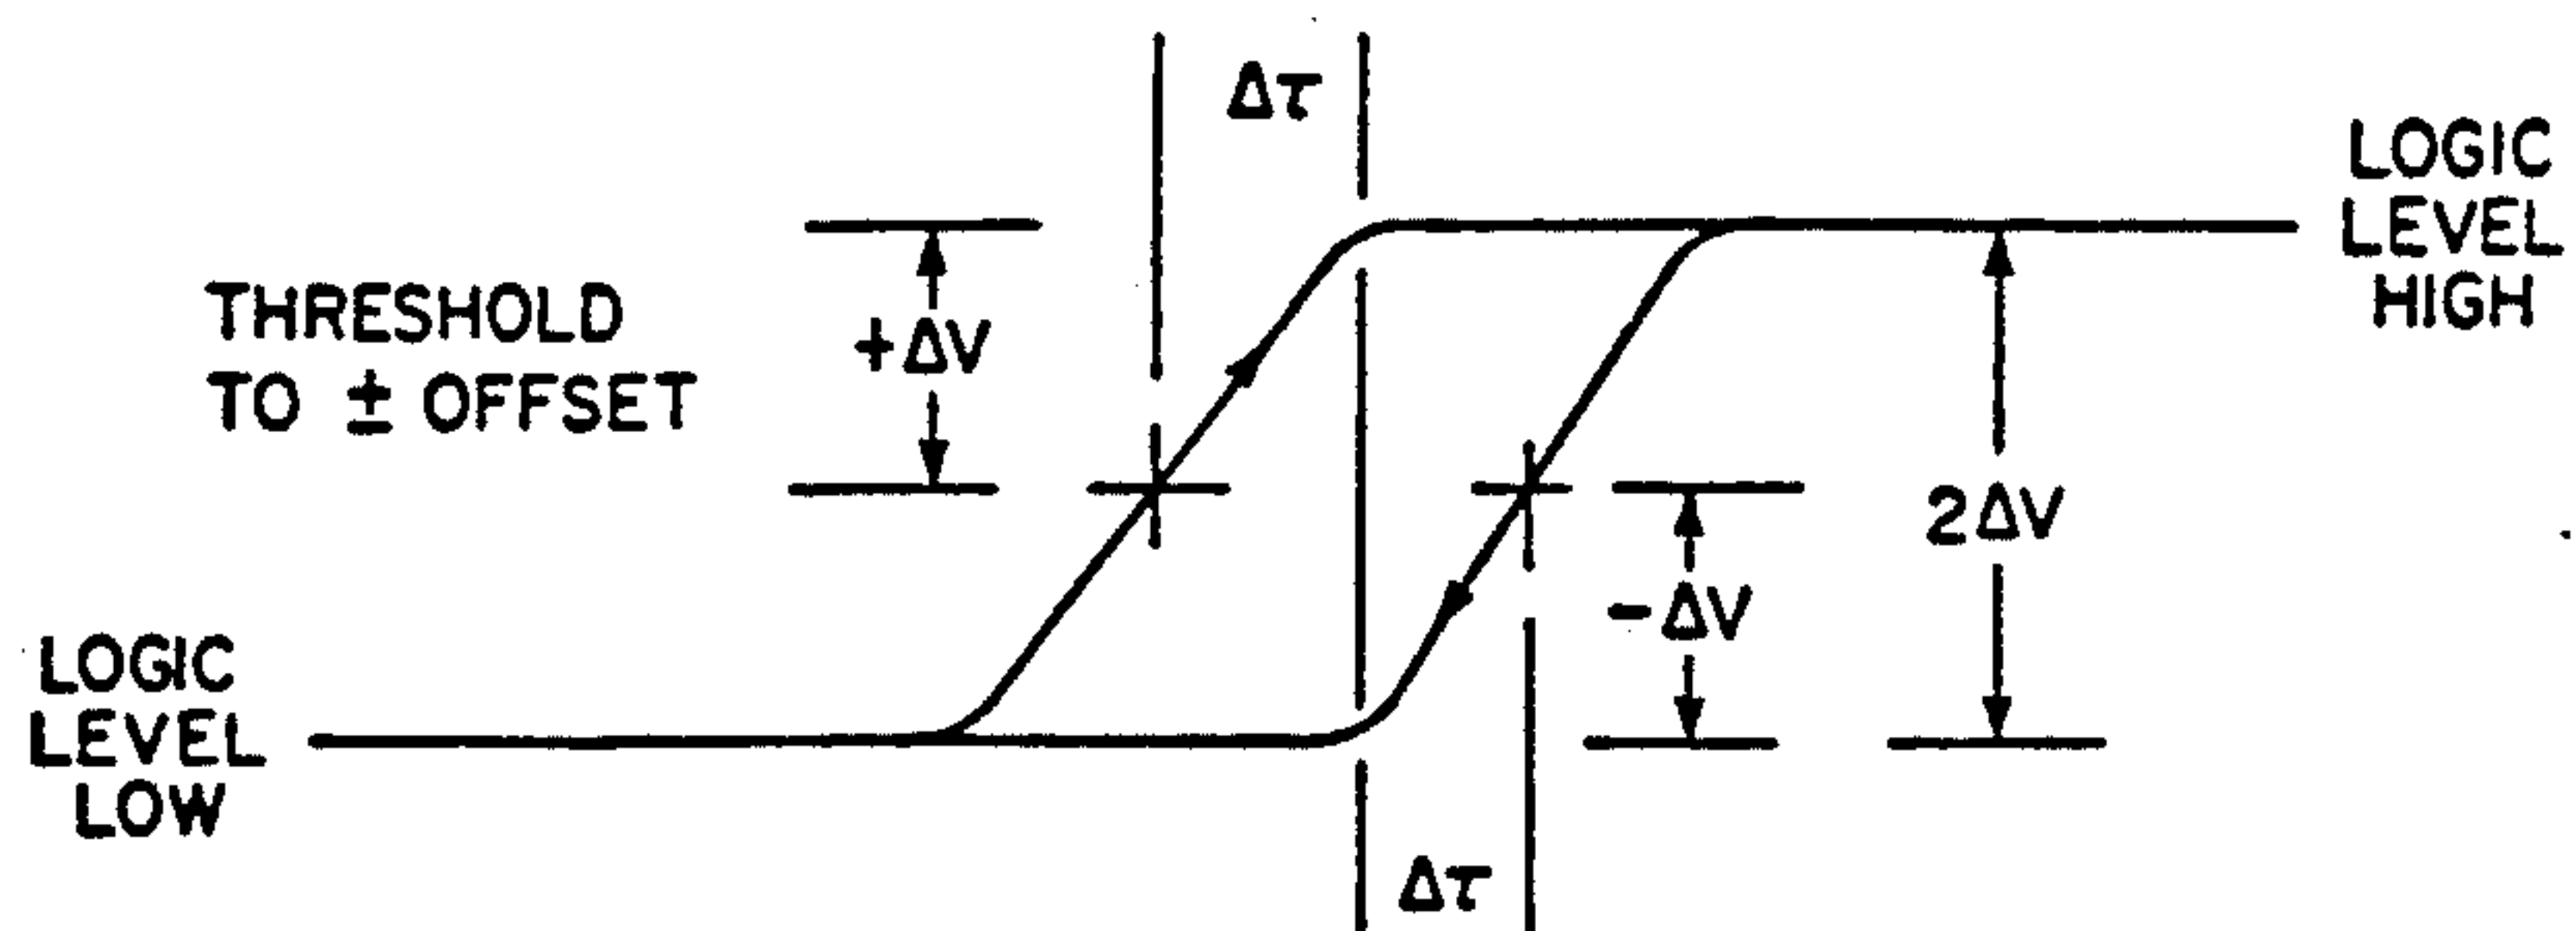 Δτ
LOGIC
LEVEL
HIGH
THRESHOLD
TO ± OFFSET
+ΔV
2ΔV
-ΔV
LOGIC
LEVEL
LOW
Δτ